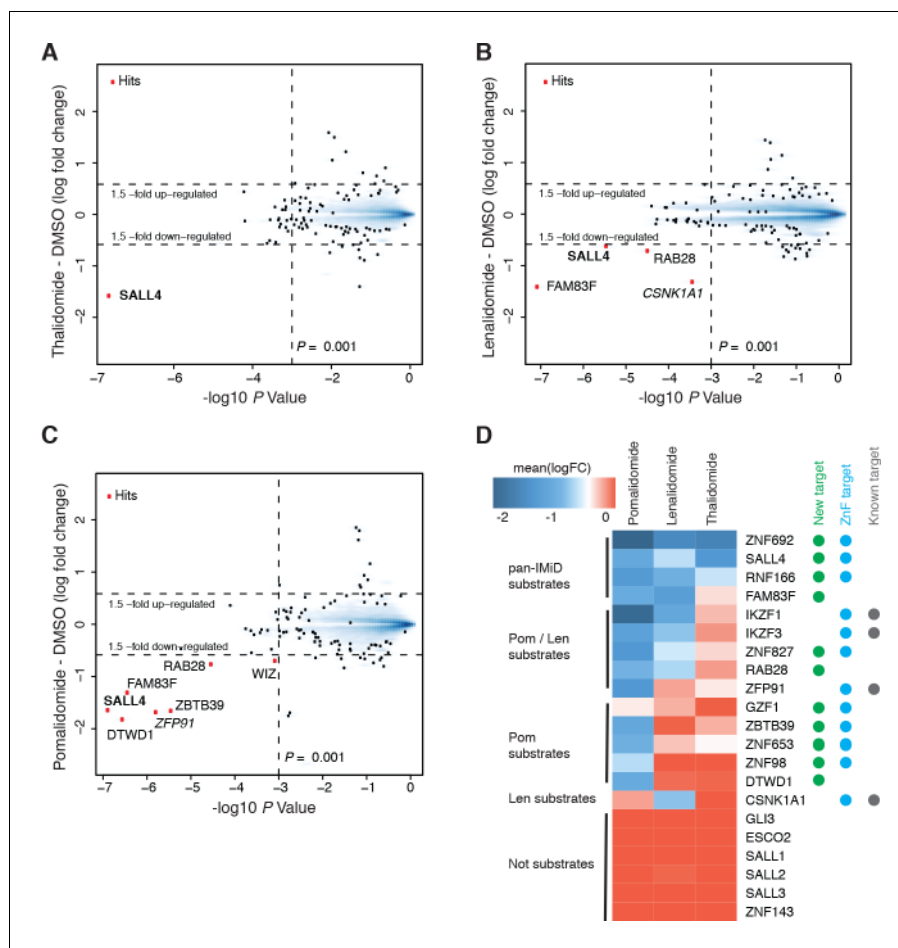 A
Hits
Thalidomide - DMSO (log fold change)
2
1
0
-1
-2
1.5 -fold up-regulated
1.5 -fold down-regulated
SALL4
P = 0.001
-7 -6 -5 -4 -3 -2 -1 0
-log10 P Value
B
Hits
Lenalidomide - DMSO (log fold change)
2
1
0
-1
-2
1.5 -fold up-regulated
1.5 -fold down-regulated
SALL4
RAB28
FAM83F
CSNK1A1
P = 0.001
-7 -6 -5 -4 -3 -2 -1 0
-log10 P Value
C
Hits
Pomalidomide - DMSO (log fold change)
2
1
0
-1
-2
1.5 -fold up-regulated
1.5 -fold down-regulated
RAB28
WIZ
FAM83F
SALL4
ZBTB39
ZFP91
DTWD1
P = 0.001
-7 -6 -5 -4 -3 -2 -1 0
-log10 P Value
D
mean(logFC)
-2 -1 0
Pomalidomide
Lenalidomide
Thalidomide
New target
ZnF target
Known target
pan-IMiD
substrates
ZNF692
SALL4
RNF166
FAM83F
Pom / Len
substrates
IKZF1
IKZF3
ZNF827
RAB28
ZFP91
Pom
substrates
GZF1
ZBTB39
ZNF653
ZNF98
DTWD1
Len substrates
CSNK1A1
Not substrates
GLI3
ESCO2
SALL1
SALL2
SALL3
ZNF143